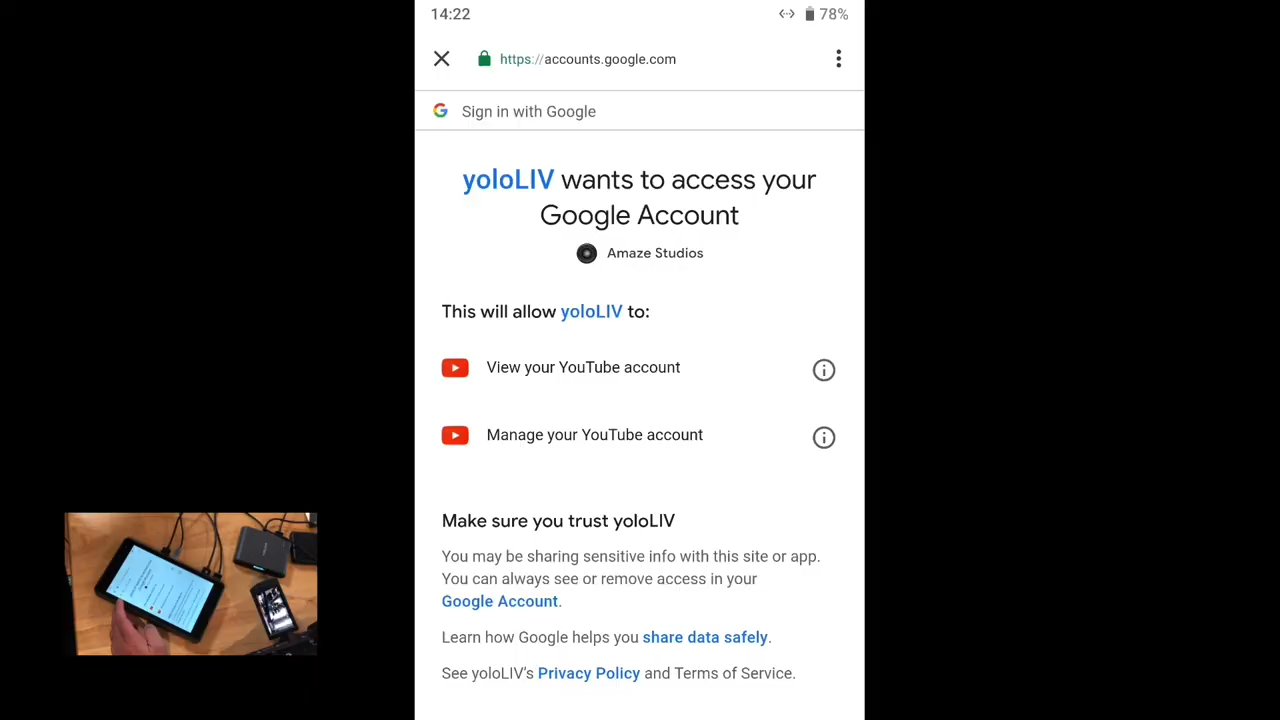 14:22
78%
https://accounts.google.com
Sign in with Google
yoloLIV wants to access your
Google Account
Amaze Studios
This will allow yoloLIV to:
View your YouTube account
Manage your YouTube account
Make sure you trust yoloLIV
You may be sharing sensitive info with this site or app.
You can always see or remove access in your
Google Account.
Learn how Google helps you share data safely.
See yoloLIV's Privacy Policy and Terms of Service.